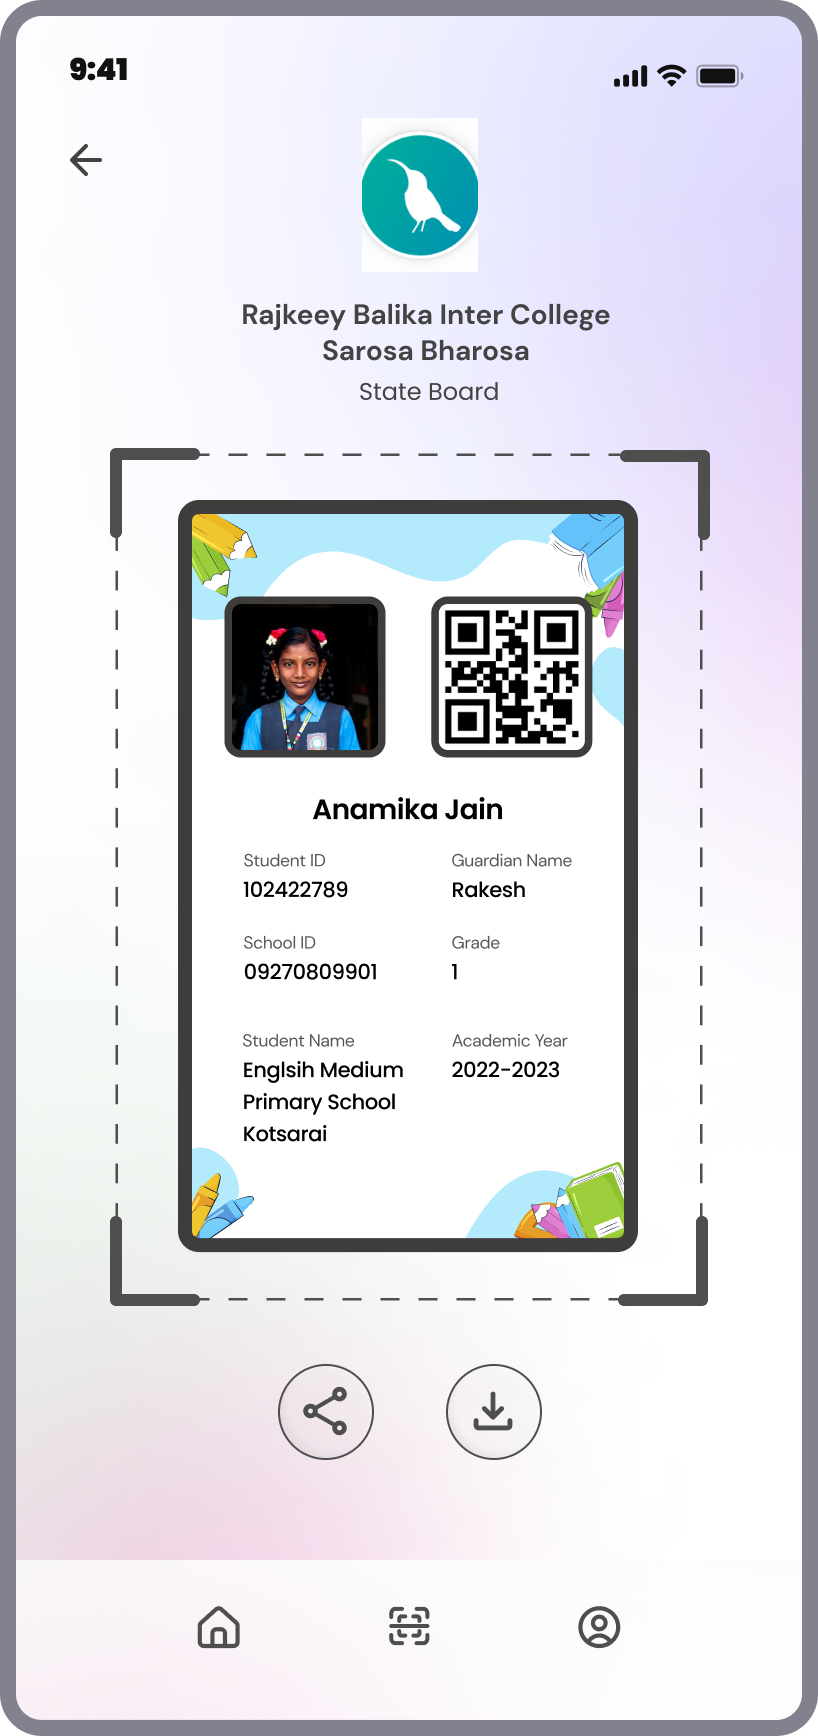 9:41
Rajkeey Balika Inter College
Sarosa Bharosa
State Board
Anamika Jain
Student ID
Guardian Name
102422789
Rakesh
School ID
Grade
09270809901
1
Student Name
Academic Year
Englsih Medium
2022-2023
Primary School
Kotsarai